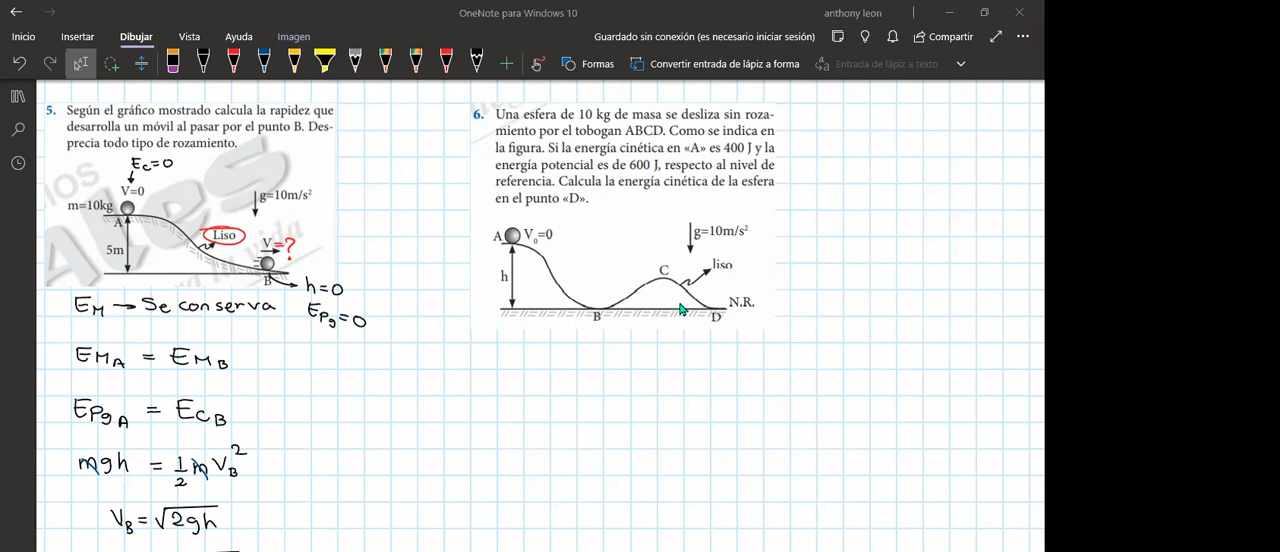 OneNote para Windows 10
anthony leon
Inicio
Insertar
Dibujar
Vista
Ayuda
Imagen
Guardado sin conexión (es necesario iniciar sesión)
Compartir
Formas
Convertir entrada de lápiz a forma
Entrada de lápiz a texto
5. Según el gráfico mostrado calcula la rapidez que
desarrolla un móvil al pasar por el punto B. Des-
precia todo tipo de rozamiento.
Ec=0
V=0
m=10kg
A
g=10m/s²
5m
Liso
V=?
B
h=0
Epg=0
EM → Se conserva
EMA = EMB
EpgA = ECB
mgh = 1/2 m VB²
VB = √2gh
6. Una esfera de 10 kg de masa se desliza sin roza-
miento por el tobogan ABCD. Como se indica en
la figura. Si la energía cinética en «A» es 400 J y la
energía potencial es de 600 J, respecto al nivel de
referencia. Calcula la energía cinética de la esfera
en el punto «D».
A
V₀=0
g=10m/s²
h
C
liso
B
D
N.R.